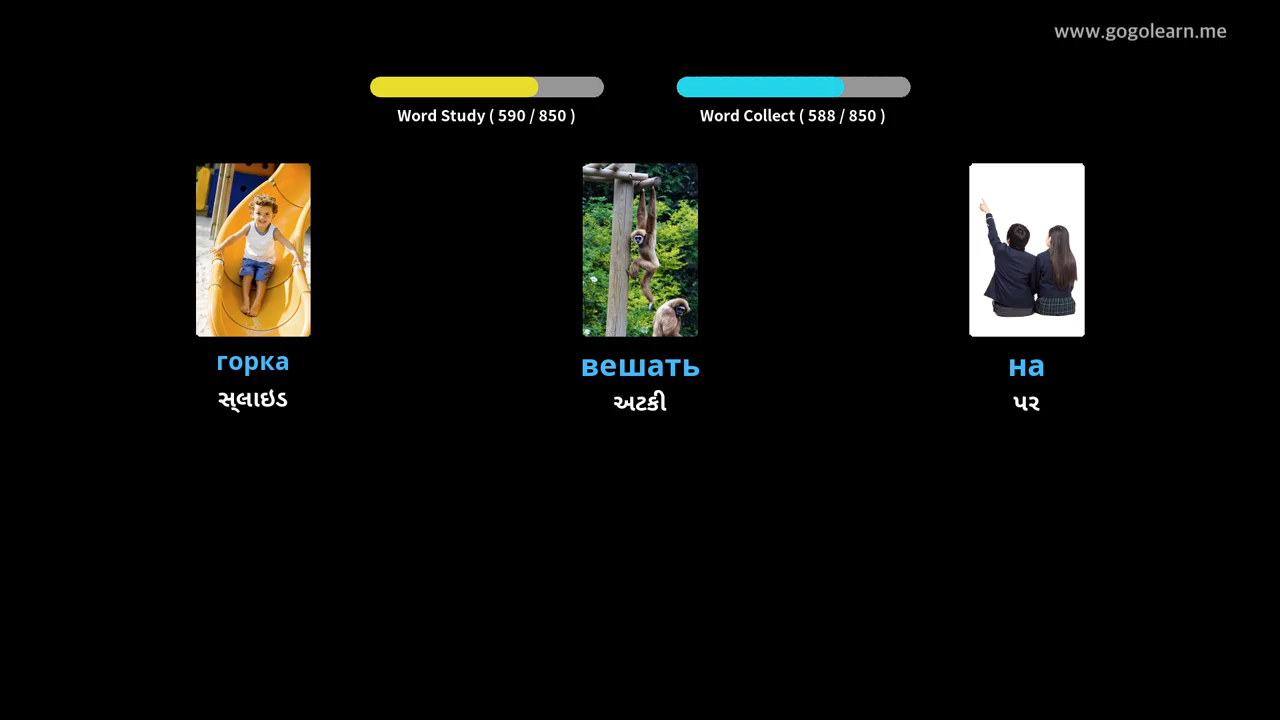 www.gogolearn.me
Word Study ( 590 / 850 )
Word Collect ( 588 / 850 )
горка
સ્લાઇડ
вешать
અટકી
на
પર